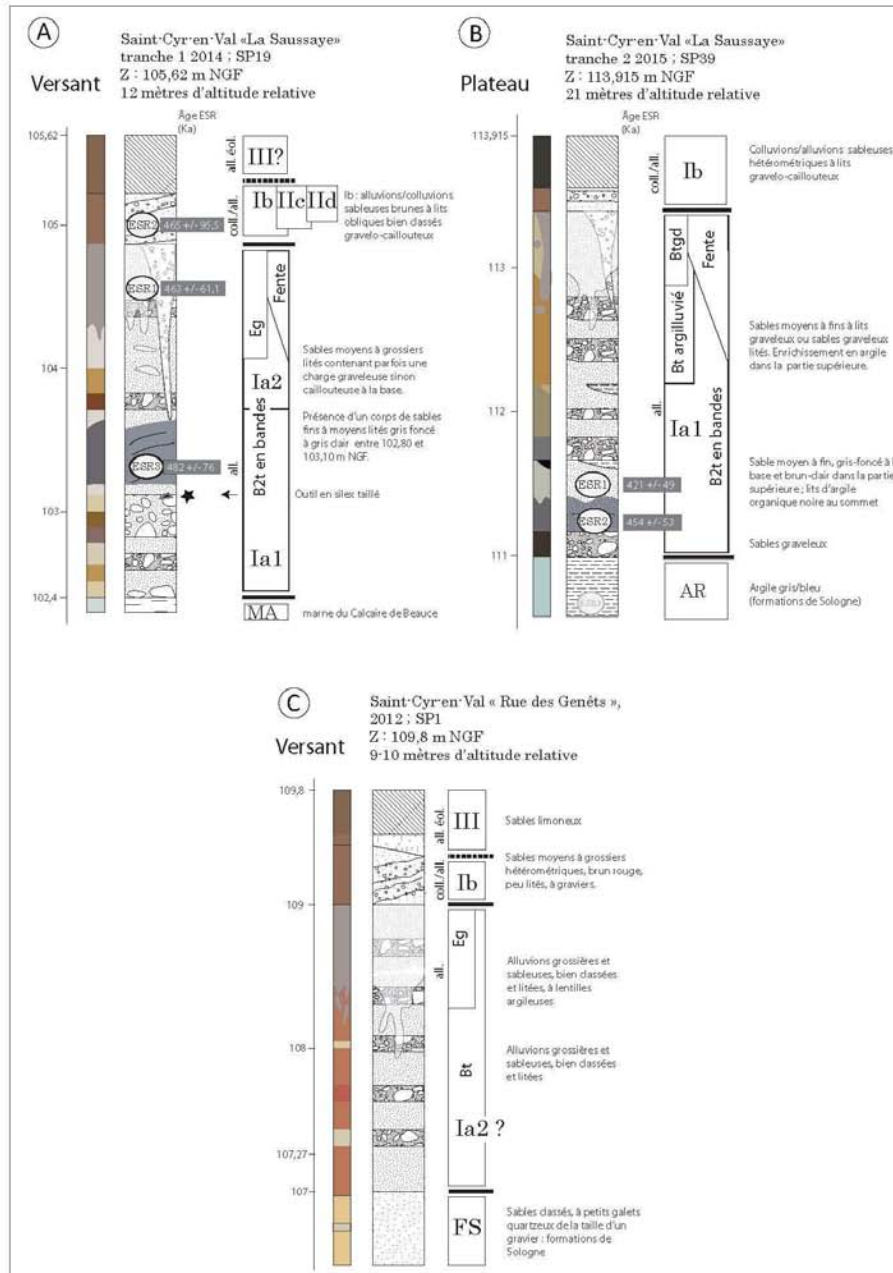 A
Saint-Cyr-en-Val «La Saussaye»
tranche 1 2014 ; SP19
Z : 105,62 m NGF
12 mètres d'altitude relative
Versant
Âge ESR
(Ka)
105,62
105
104
103
102,4
ESR2
465 +/- 95,5
ESR1
463 +/- 61,1
ESR3
482 +/- 76
all. éol.
III?
coll./all.
Ib
IIc
IId
Ib : alluvions/colluvions
sableuses brunes à lits
obliques bien classés
gravelo-caillouteux
Eg
Fente
Ia2
B2t en bandes
all.
Ia1
Sables moyens à grossiers
lités contenant parfois une
charge graveleuse sinon
caillouteuse à la base.
Présence d'un corps de sables
fins à moyens lités gris foncé
à gris clair entre 102,80 et
103,10 m NGF.
Outil en silex taillé
MA
marne du Calcaire de Beauce
B
Saint-Cyr-en-Val «La Saussaye»
tranche 2 2015 ; SP39
Z : 113,915 m NGF
21 mètres d'altitude relative
Plateau
Âge ESR
(Ka)
113,915
113
112
111
ESR1
421 +/- 49
ESR2
454 +/- 53
coll./all.
Ib
Colluvions/alluvions sableuses
hétérométriques à lits
gravelo-caillouteux
Btgd
Fente
Bt argilluvié
all.
Ia1
B2t en bandes
Sables moyens à fins à lits
graveleux ou sables graveleux
lités. Enrichissement en argile
dans la partie supérieure.
Sable moyen à fin, gris-foncé à l
base et brun-clair dans la partie
supérieure ; lits d'argile
organique noire au sommet
Sables graveleux
AR
Argile gris/bleu
(formations de Sologne)
C
Saint-Cyr-en-Val « Rue des Genêts »,
2012 ; SP1
Z : 109,8 m NGF
9-10 mètres d'altitude relative
Versant
109,8
109
108
107,27
107
all. éol.
III
Sables limoneux
coll./all.
Ib
Sables moyens à grossiers
hétérométriques, brun rouge,
peu lités, à graviers.
all.
Eg
Alluvions grossières et
sableuses, bien classées
et litées, à lentilles
argileuses
Bt
Alluvions grossières et
sableuses, bien classées
et litées
Ia2 ?
FS
Sables classés, à petits galets
quartzeux de la taille d'un
gravier : formations de
Sologne